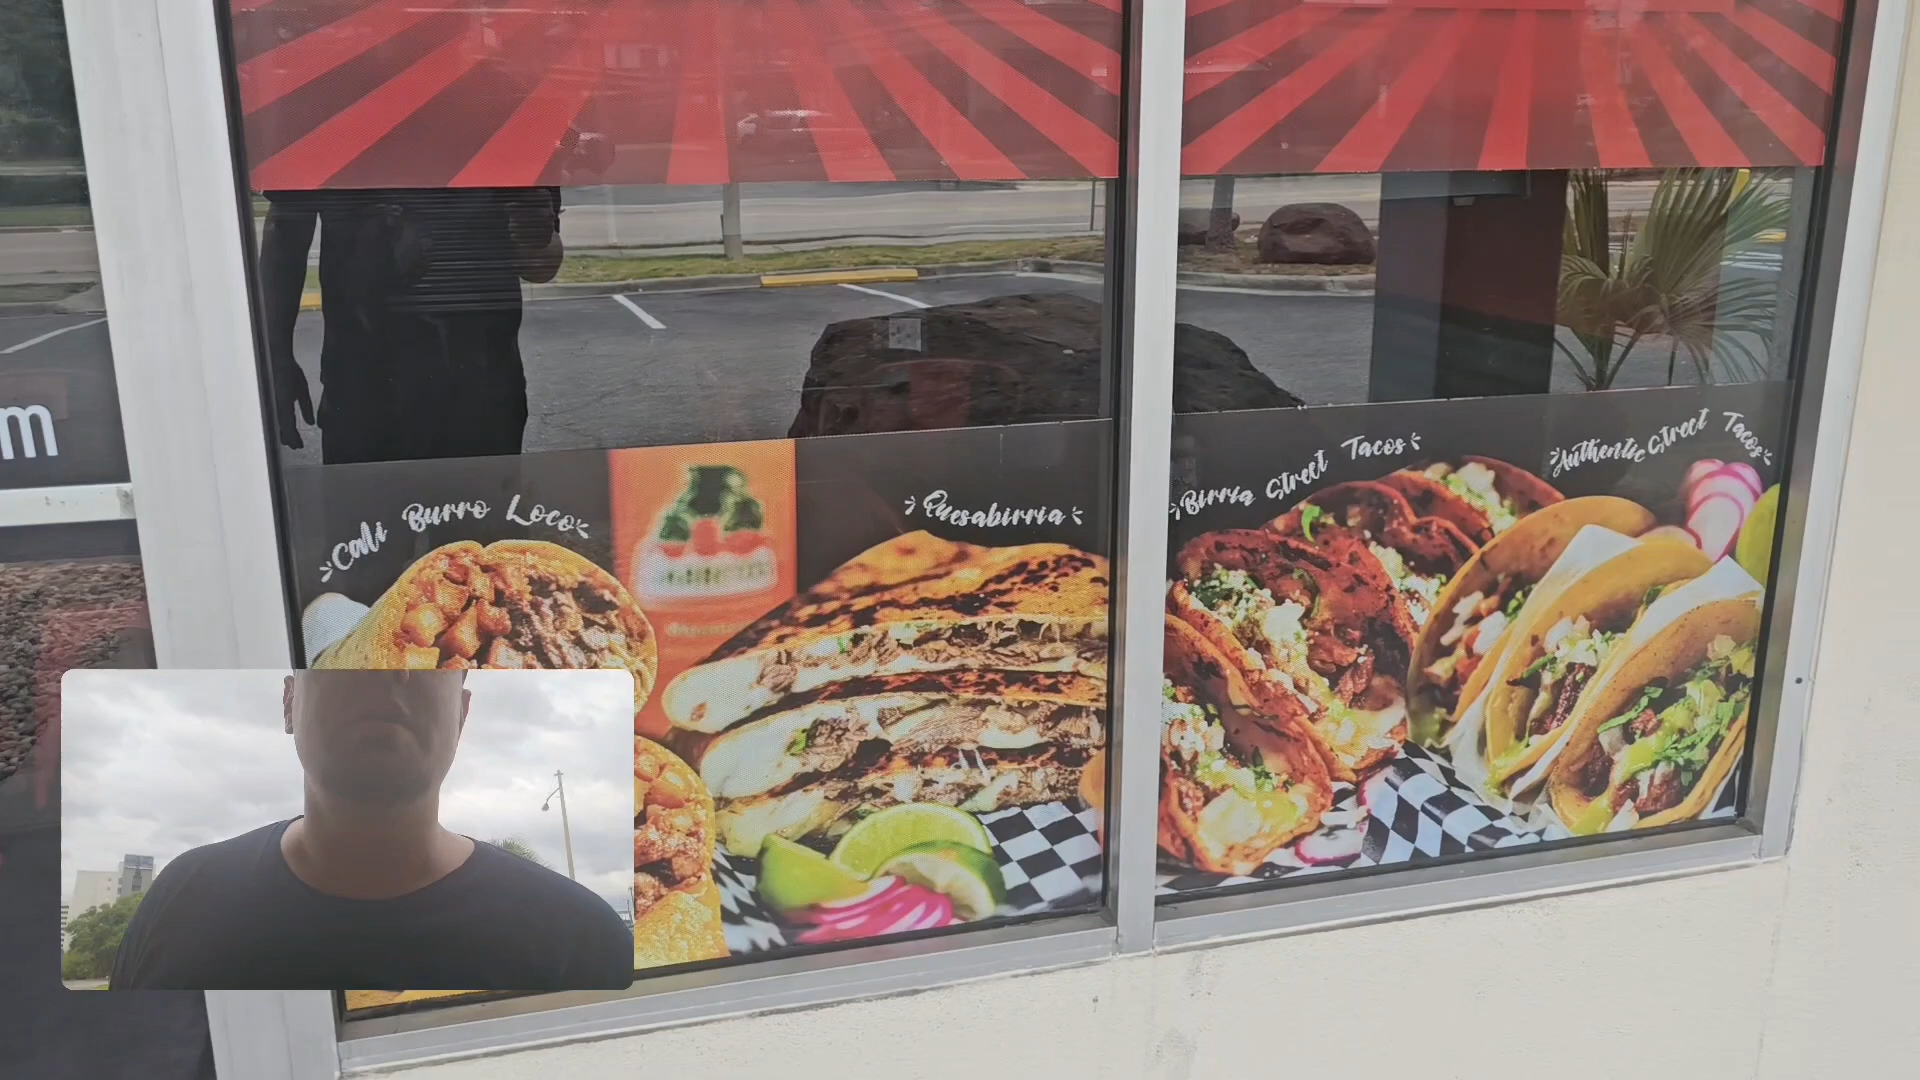 m
Cali Burro Loco
Quesabirria
Birria Street Tacos
Authentic Street Tacos